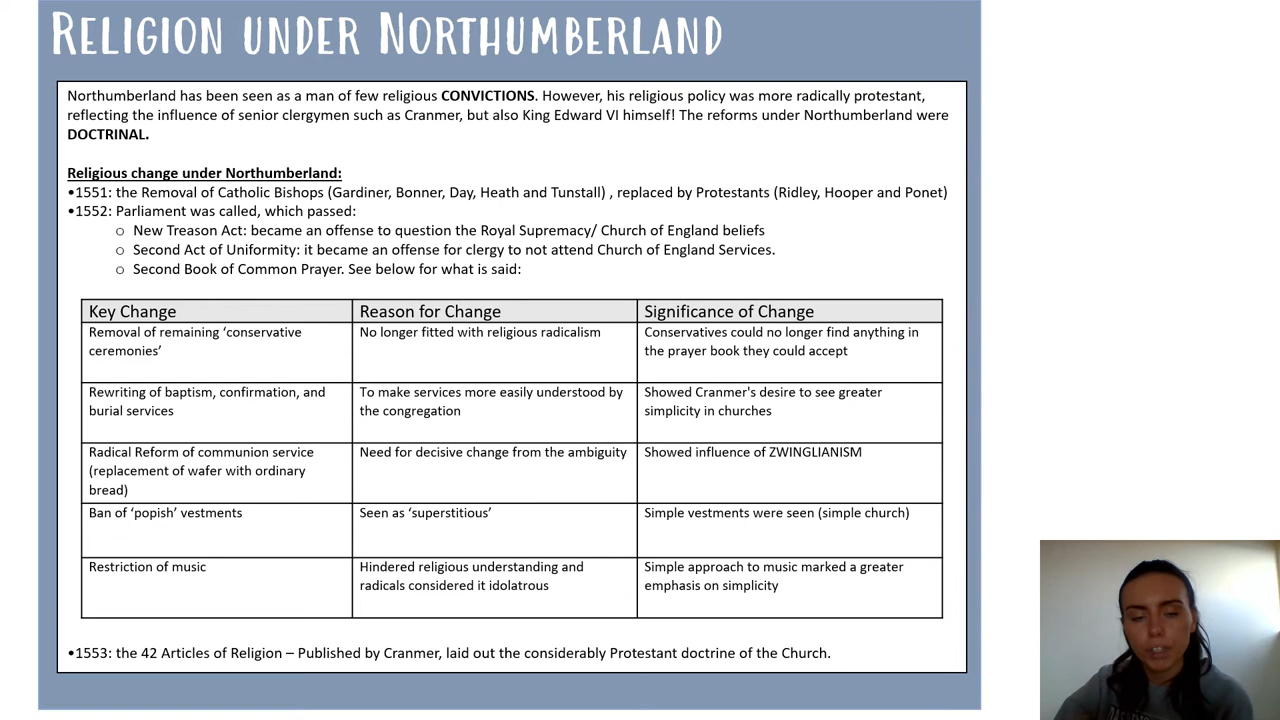 RELIGION UNDER NORTHUMBERLAND
Northumberland has been seen as a man of few religious CONVICTIONS. However, his religious policy was more radically protestant,
reflecting the influence of senior clergymen such as Cranmer, but also King Edward VI himself! The reforms under Northumberland were
DOCTRINAL.
Religious change under Northumberland:
•1551: the Removal of Catholic Bishops (Gardiner, Bonner, Day, Heath and Tunstall) , replaced by Protestants (Ridley, Hooper and Ponet)
•1552: Parliament was called, which passed:
○ New Treason Act: became an offense to question the Royal Supremacy/ Church of England beliefs
○ Second Act of Uniformity: it became an offense for clergy to not attend Church of England Services.
○ Second Book of Common Prayer. See below for what is said:
Key Change Reason for Change Significance of Change
Removal of remaining ‘conservative No longer fitted with religious radicalism Conservatives could no longer find anything in
ceremonies’ the prayer book they could accept
Rewriting of baptism, confirmation, and To make services more easily understood by Showed Cranmer's desire to see greater
burial services the congregation simplicity in churches
Radical Reform of communion service Need for decisive change from the ambiguity Showed influence of ZWINGLIANISM
(replacement of wafer with ordinary
bread)
Ban of ‘popish’ vestments Seen as ‘superstitious’ Simple vestments were seen (simple church)
Restriction of music Hindered religious understanding and Simple approach to music marked a greater
radicals considered it idolatrous emphasis on simplicity
•1553: the 42 Articles of Religion – Published by Cranmer, laid out the considerably Protestant doctrine of the Church.